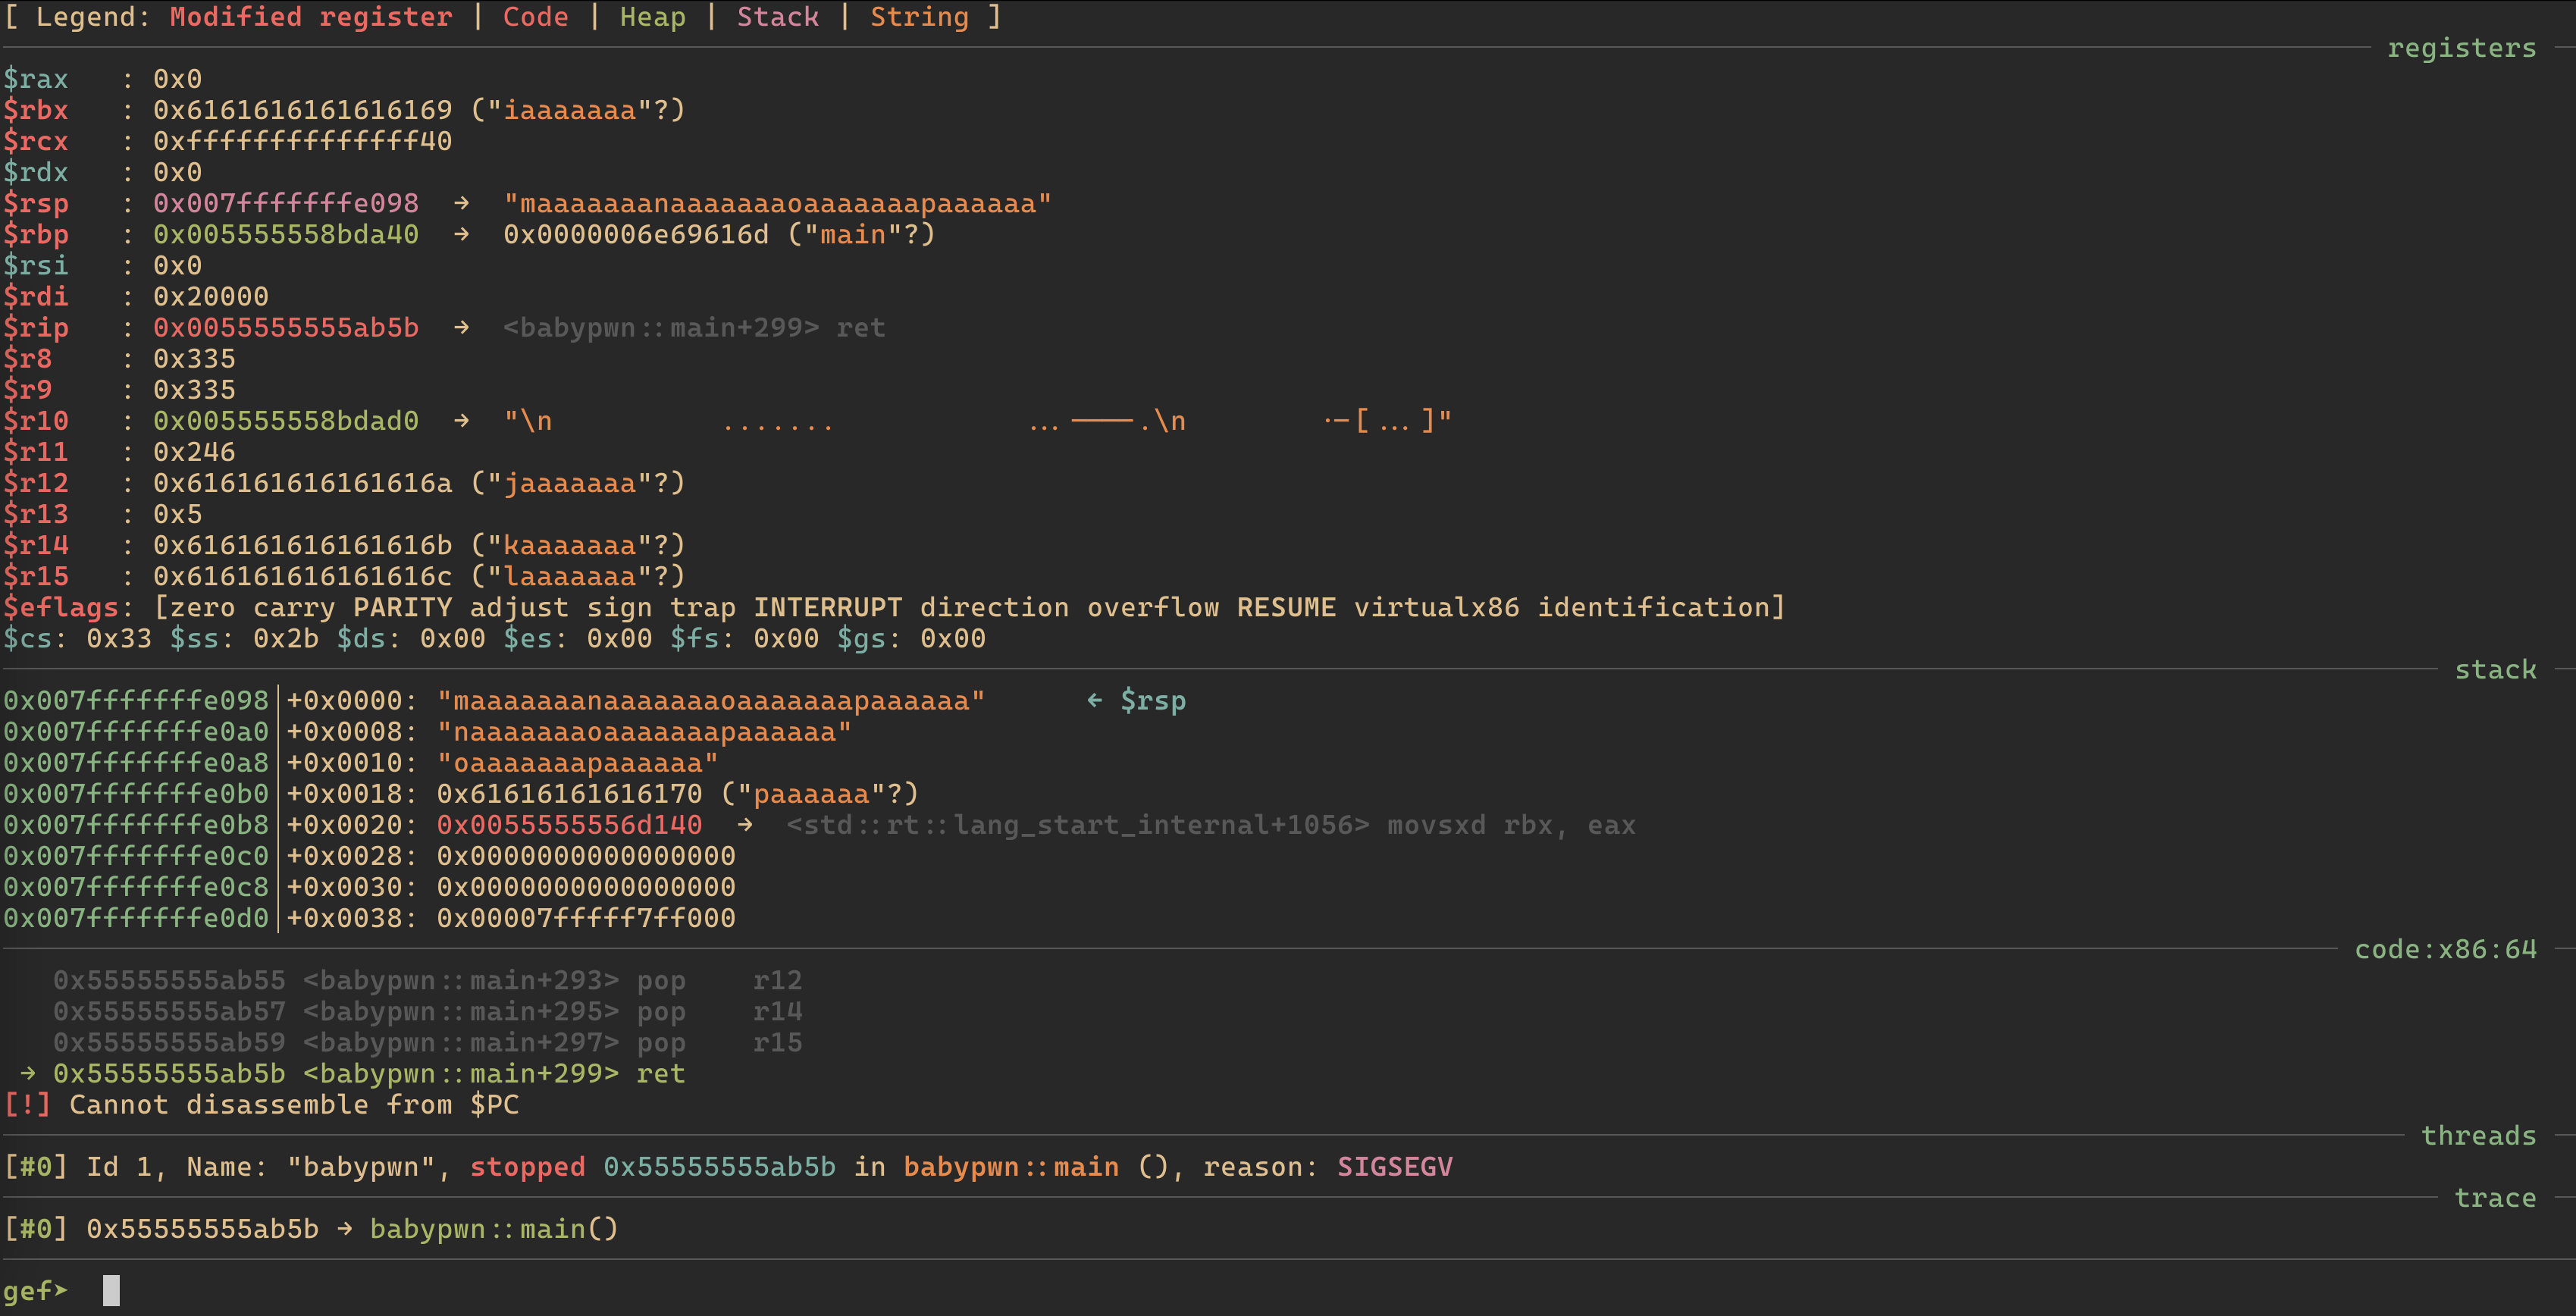 [ Legend: Modified register | Code | Heap | Stack | String ]
registers
$rax   : 0x0
$rbx   : 0x6161616161616169 ("iaaaaaaa"?)
$rcx   : 0xffffffffffffff40
$rdx   : 0x0
$rsp   : 0x007fffffffe098  →  "maaaaaaanaaaaaaaoaaaaaaapaaaaaa"
$rbp   : 0x005555558bda40  →  0x0000006e69616d ("main"?)
$rsi   : 0x0
$rdi   : 0x20000
$rip   : 0x0055555555ab5b  →  <babypwn::main+299> ret
$r8    : 0x335
$r9    : 0x335
$r10   : 0x005555558bdad0  →  "\n          .......            ...────.\n        ·─[...]"
$r11   : 0x246
$r12   : 0x616161616161616a ("jaaaaaaa"?)
$r13   : 0x5
$r14   : 0x616161616161616b ("kaaaaaaa"?)
$r15   : 0x616161616161616c ("laaaaaaa"?)
$eflags: [zero carry PARITY adjust sign trap INTERRUPT direction overflow RESUME virtualx86 identification]
$cs: 0x33 $ss: 0x2b $ds: 0x00 $es: 0x00 $fs: 0x00 $gs: 0x00
stack
0x007fffffffe098│+0x0000: "maaaaaaanaaaaaaaoaaaaaaapaaaaaa"      ← $rsp
0x007fffffffe0a0│+0x0008: "naaaaaaaoaaaaaaapaaaaaa"
0x007fffffffe0a8│+0x0010: "oaaaaaaapaaaaaa"
0x007fffffffe0b0│+0x0018: 0x61616161616170 ("paaaaaa"?)
0x007fffffffe0b8│+0x0020: 0x0055555556d140  →  <std::rt::lang_start_internal+1056> movsxd rbx, eax
0x007fffffffe0c0│+0x0028: 0x0000000000000000
0x007fffffffe0c8│+0x0030: 0x0000000000000000
0x007fffffffe0d0│+0x0038: 0x00007fffff7ff000
code:x86:64
0x55555555ab55 <babypwn::main+293> pop    r12
0x55555555ab57 <babypwn::main+295> pop    r14
0x55555555ab59 <babypwn::main+297> pop    r15
→ 0x55555555ab5b <babypwn::main+299> ret
[!] Cannot disassemble from $PC
threads
[#0] Id 1, Name: "babypwn", stopped 0x55555555ab5b in babypwn::main (), reason: SIGSEGV
trace
[#0] 0x55555555ab5b → babypwn::main()
gef➤